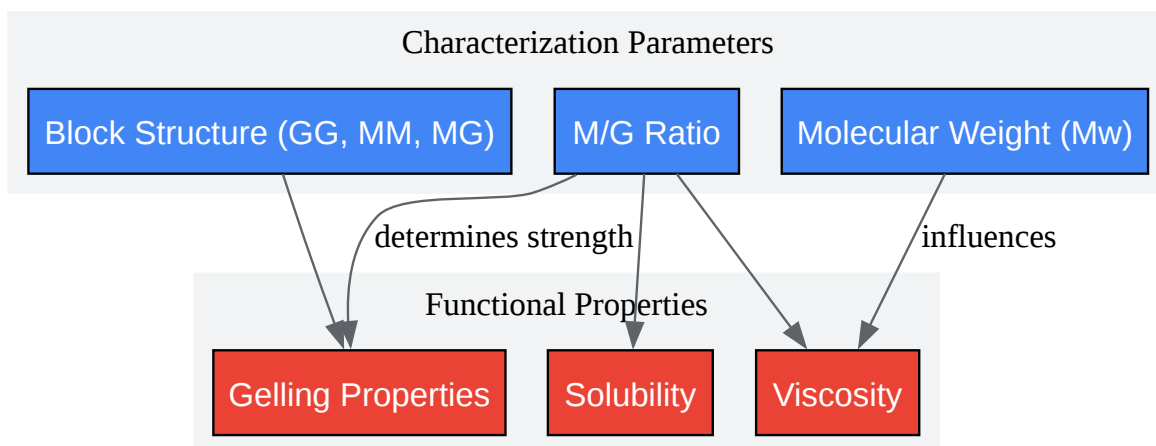 Characterization Parameters
Block Structure (GG, MM, MG)
M/G Ratio
Molecular Weight (Mw)
determines strength
influences
Functional Properties
Gelling Properties
Solubility
Viscosity